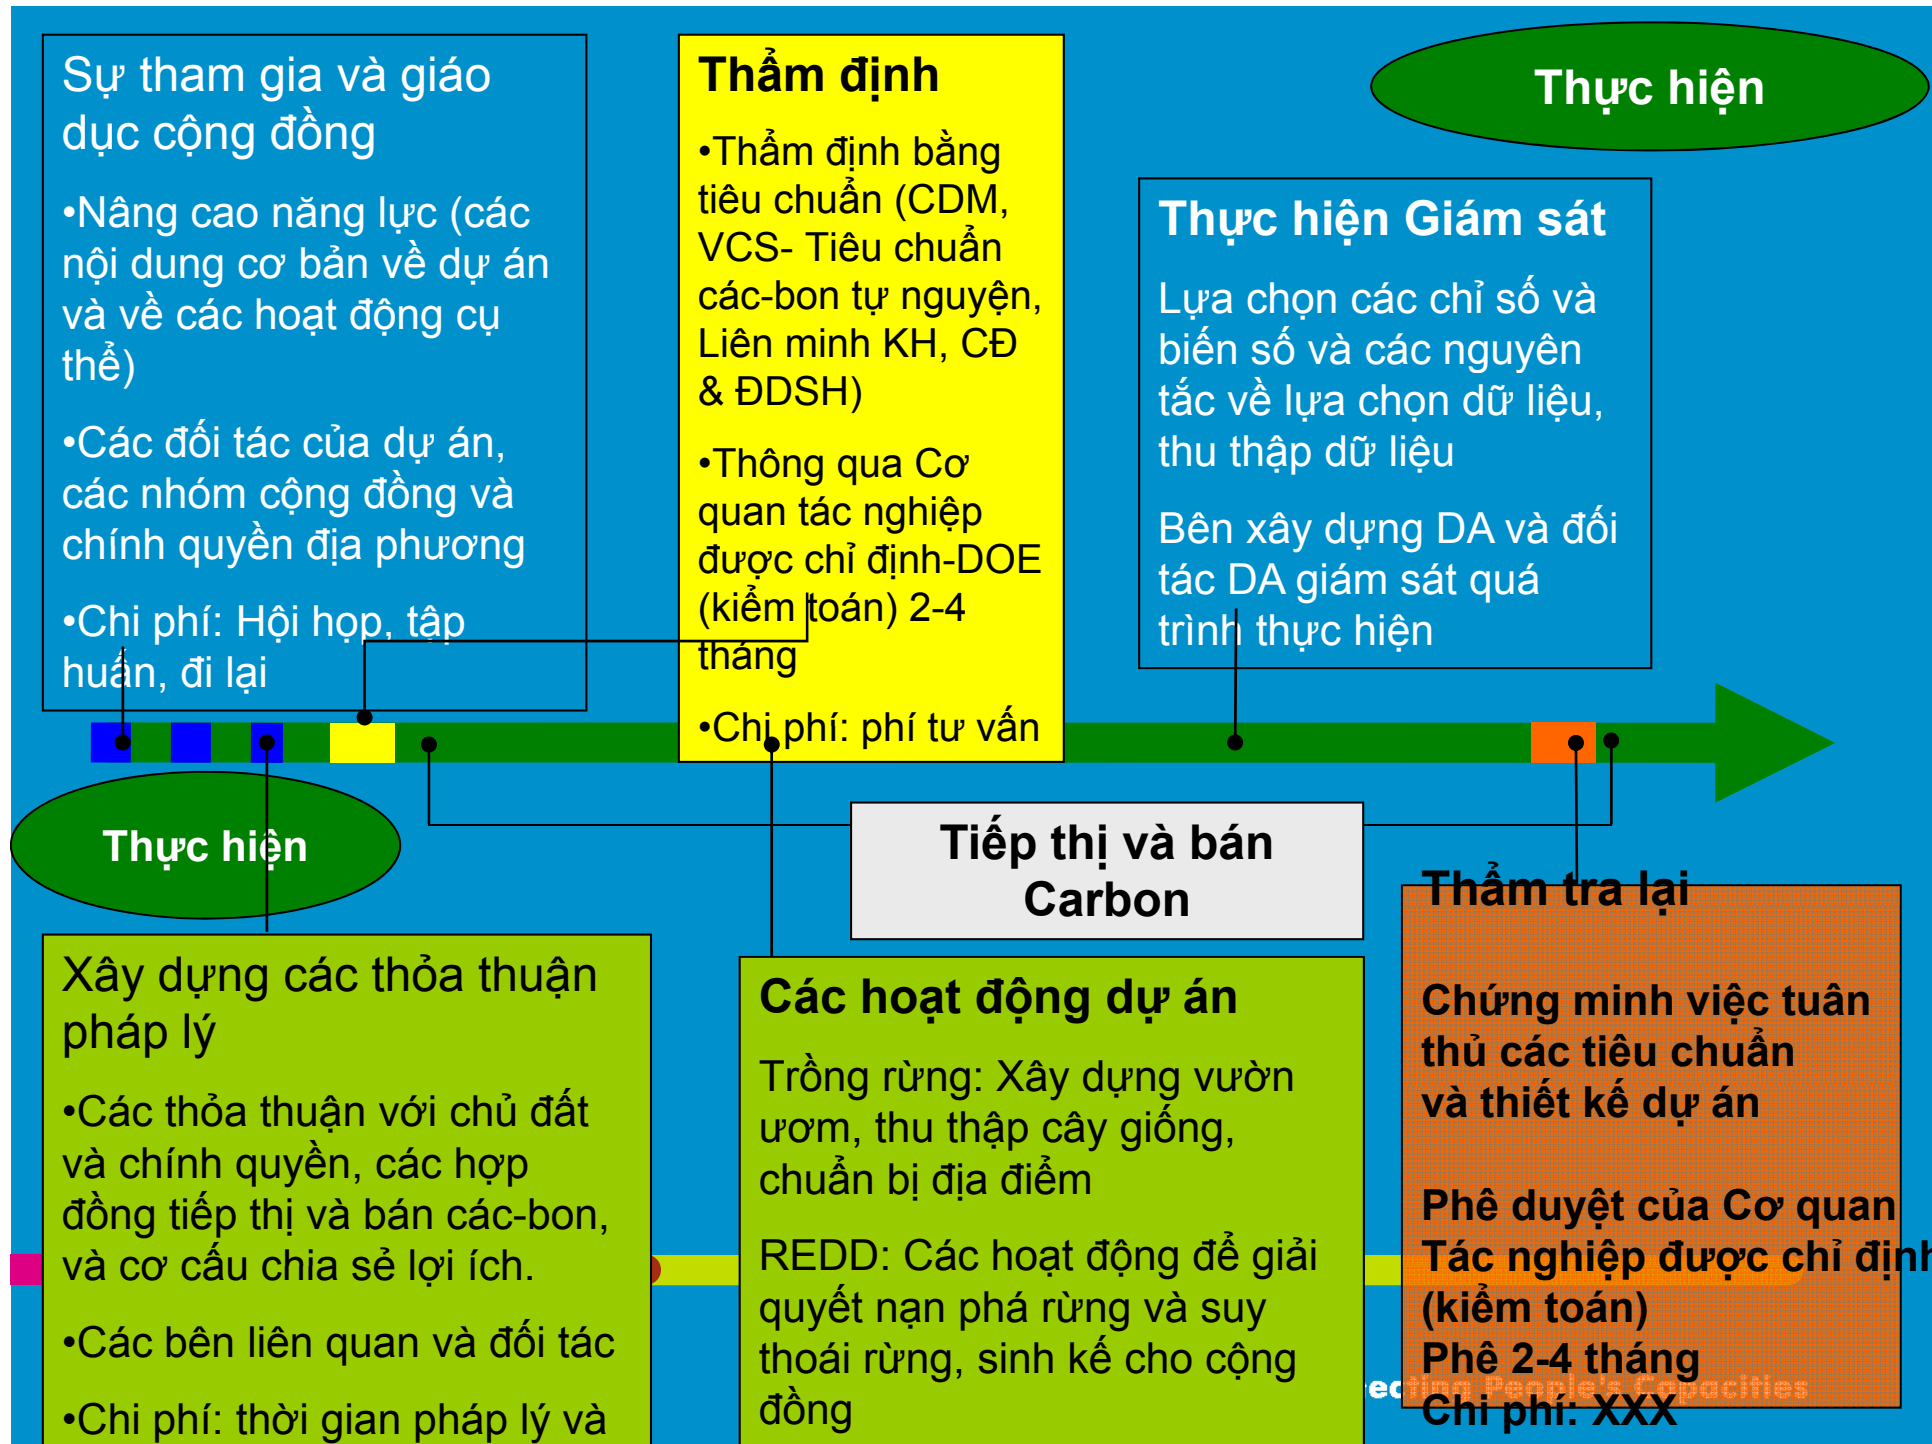 Sự tham gia và giáo
dục cộng đồng
•Nâng cao năng lực (các
nội dung cơ bản về dự án
và về các hoạt động cụ
thể)
•Các đối tác của dự án,
các nhóm cộng đồng và
chính quyền địa phương
•Chi phí: Hội họp, tập
huấn, đi lại
Thẩm định
•Thẩm định bằng
tiêu chuẩn (CDM,
VCS- Tiêu chuẩn
các-bon tự nguyện,
Liên minh KH, CĐ
& ĐDSH)
•Thông qua Cơ
quan tác nghiệp
được chỉ định-DOE
(kiểm toán) 2-4
tháng
•Chi phí: phí tư vấn
Thực hiện
Thực hiện Giám sát
Lựa chọn các chỉ số và
biến số và các nguyên
tắc về lựa chọn dữ liệu,
thu thập dữ liệu
Bên xây dựng DA và đối
tác DA giám sát quá
trình thực hiện
Thực hiện
Tiếp thị và bán
Carbon
Xây dựng các thỏa thuận
pháp lý
•Các thỏa thuận với chủ đất
và chính quyền, các hợp
đồng tiếp thị và bán các-bon,
và cơ cấu chia sẻ lợi ích.
•Các bên liên quan và đối tác
•Chi phí: thời gian pháp lý và
Các hoạt động dự án
Trồng rừng: Xây dựng vườn
ươm, thu thập cây giống,
chuẩn bị địa điểm
REDD: Các hoạt động để giải
quyết nạn phá rừng và suy
thoái rừng, sinh kế cho cộng
đồng
Thẩm tra lại
Chứng minh việc tuân
thủ các tiêu chuẩn
và thiết kế dự án
Phê duyệt của Cơ quan
Tác nghiệp được chỉ định
(kiểm toán)
Phê 2-4 tháng
Chi phí: XXX
People's Capacities